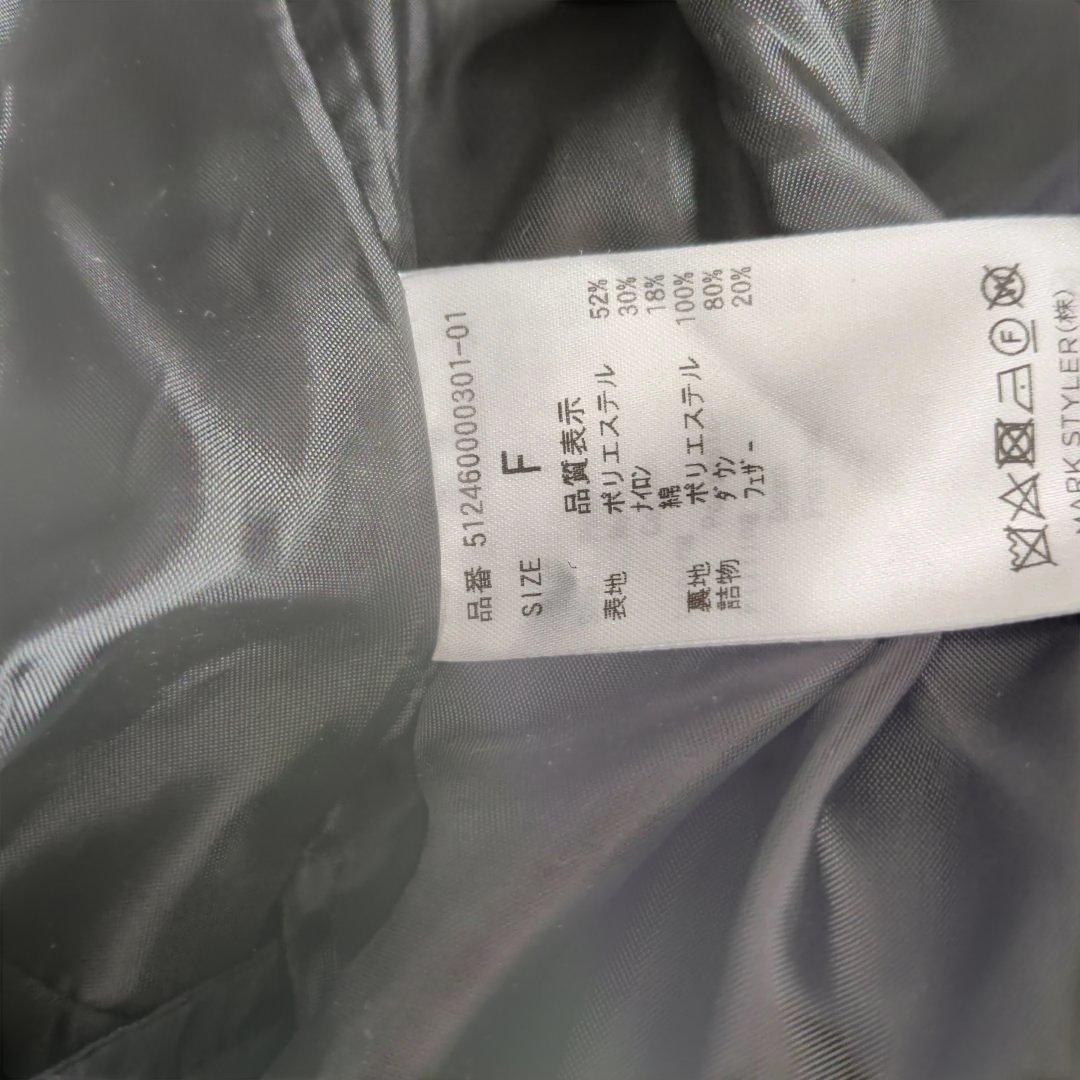 品番 5124600000301-01
SIZE F
品質表示
表地 ポリエステル 52%
ナイロン 30%
綿 18%
裏地 ポリエステル 100%
詰物 ダウン 80%
フェザー 20%
F
W
MARK STYLER(株)